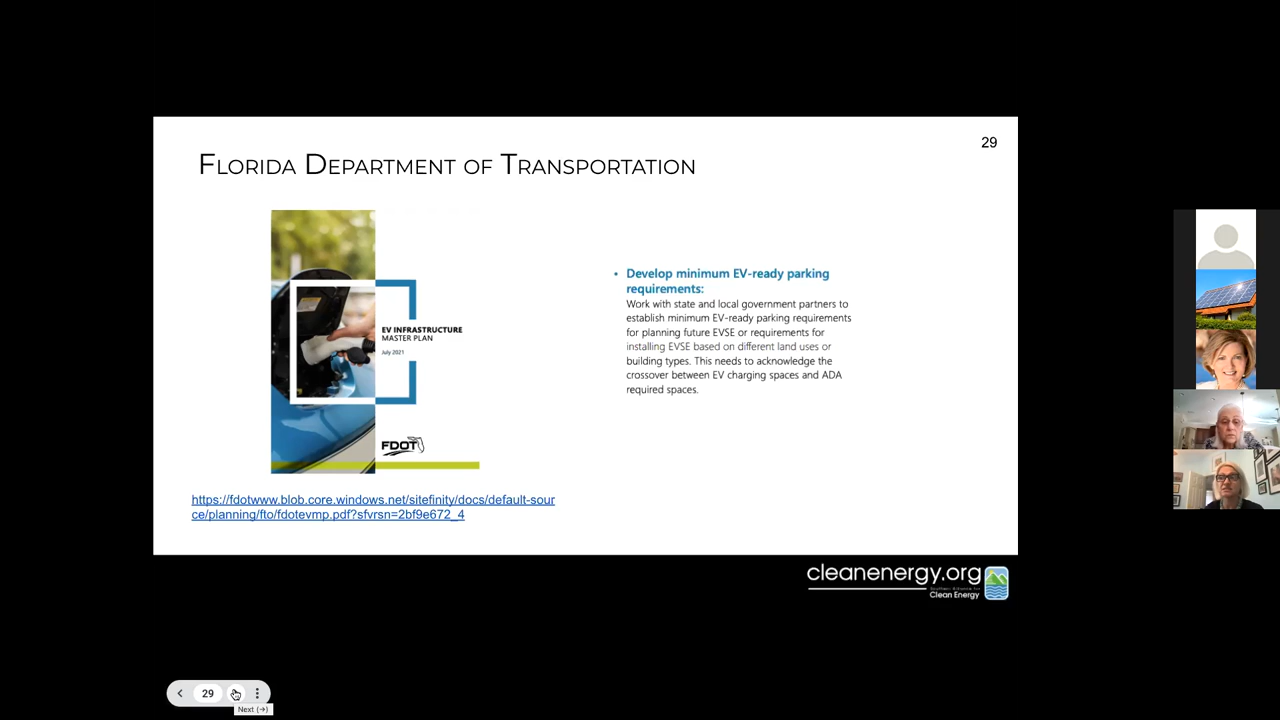 29
FLORIDA DEPARTMENT OF TRANSPORTATION
EV INFRASTRUCTURE
MASTER PLAN
July 2021
FDOT
• Develop minimum EV-ready parking
requirements:
Work with state and local government partners to
establish minimum EV-ready parking requirements
for planning future EVSE or requirements for
installing EVSE based on different land uses or
building types. This needs to acknowledge the
crossover between EV charging spaces and ADA
required spaces.
https://fdotwww.blob.core.windows.net/sitefinity/docs/default-sour
ce/planning/fto/fdotevmp.pdf?sfvrsn=2bf9e672_4
cleanenergy.org
Southern Alliance for
Clean Energy
29
Next (→)